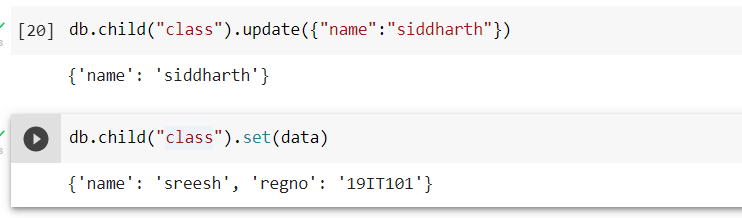 [20] db.child("class").update({"name":"siddharth"})
{'name': 'siddharth'}
db.child("class").set(data)
{'name': 'sreesh', 'regno': '19IT101'}